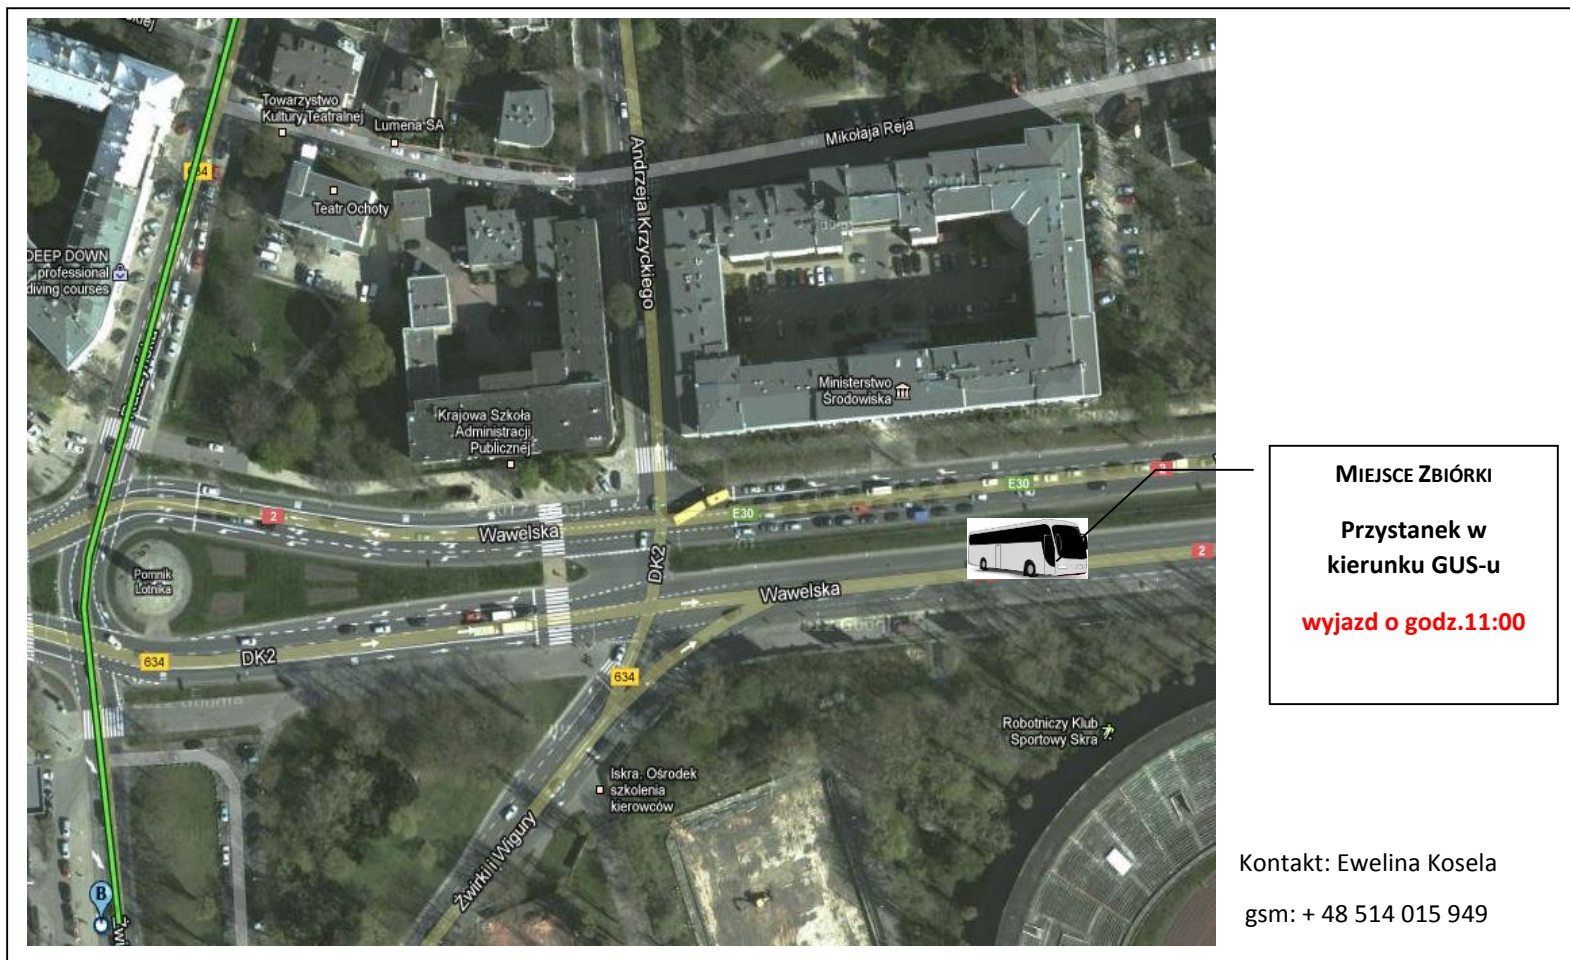 Towarzystwo
Kultury Teatralnej
Lumena SA
Mikołaja Reja
Andrzeja Krzyckiego
634
Teatr Ochoty
DEEP DOWN
professional
diving courses
Ministerstwo
Środowiska
Krajowa Szkoła
Administracji
Publicznej
2
E30
E30
2
Wawelska
DK2
2
Wawelska
Pomnik
Lotnika
634
DK2
634
Robotniczy Klub
Sportowy Skra
Iskra. Ośrodek
szkolenia
kierowców
Żwirki i Wigury
B
MIEJSCE ZBIÓRKI
Przystanek w
kierunku GUS-u
wyjazd o godz.11:00
Kontakt: Ewelina Kosela
gsm: + 48 514 015 949